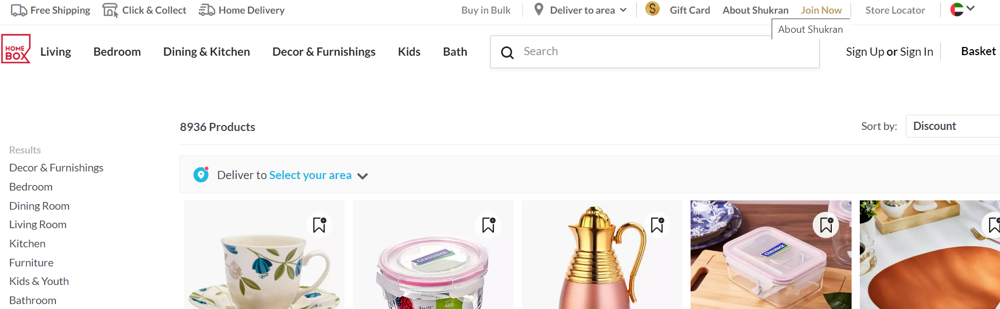 Free Shipping Click & Collect Home Delivery Buy in Bulk Deliver to area S Gift Card About Shukran Join Now Store Locator
About Shukran
HOME
BOX
Living Bedroom Dining & Kitchen Decor & Furnishings Kids Bath Search Sign Up or Sign In Basket
8936 Products Sort by: Discount
Results
Decor & Furnishings
Deliver to Select your area
Bedroom
Dining Room
Living Room
Kitchen
Furniture
Kids & Youth
Bathroom
Glasslock
Glasslock
400